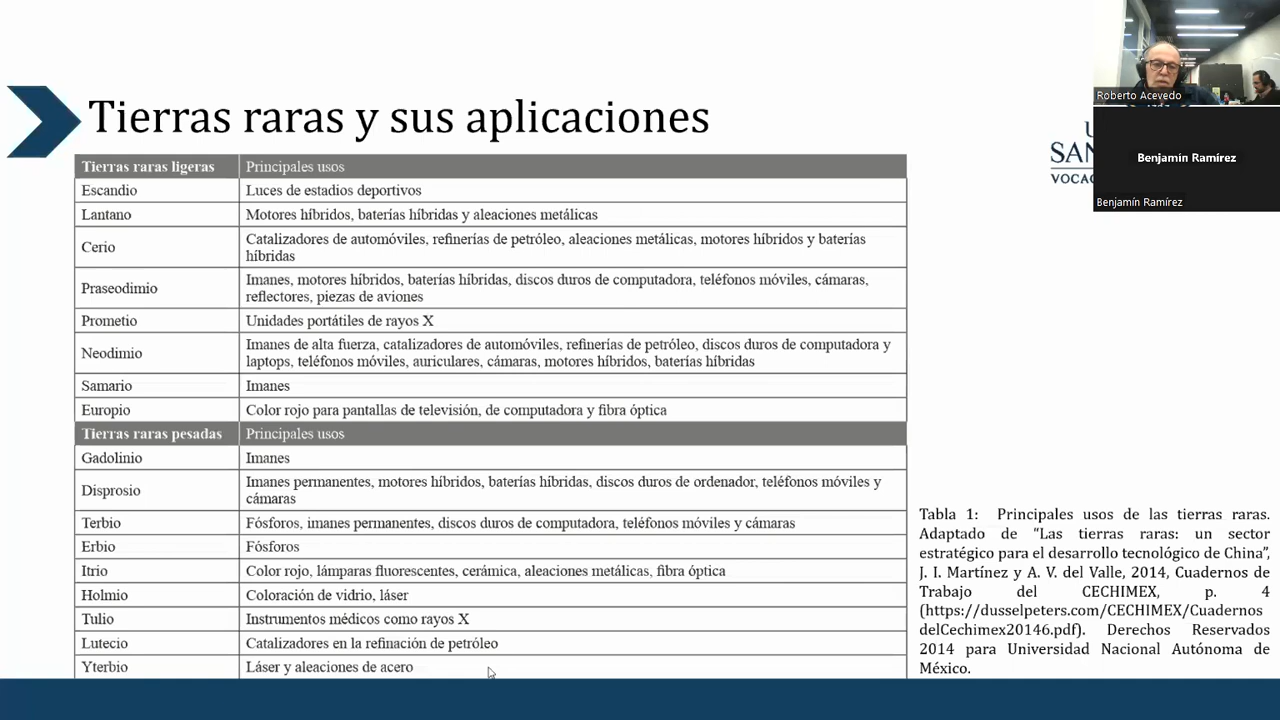 Tierras raras y sus aplicaciones
Tierras raras ligeras Principales usos
Escandio Luces de estadios deportivos
Lantano Motores híbridos, baterías híbridas y aleaciones metálicas
Cerio Catalizadores de automóviles, refinerías de petróleo, aleaciones metálicas, motores híbridos y baterías
híbridas
Praseodimio Imanes, motores híbridos, baterías híbridas, discos duros de computadora, teléfonos móviles, cámaras,
reflectores, piezas de aviones
Prometio Unidades portátiles de rayos X
Neodimio Imanes de alta fuerza, catalizadores de automóviles, refinerías de petróleo, discos duros de computadora y
laptops, teléfonos móviles, auriculares, cámaras, motores híbridos, baterías híbridas
Samario Imanes
Europio Color rojo para pantallas de televisión, de computadora y fibra óptica
Tierras raras pesadas Principales usos
Gadolinio Imanes
Disprosio Imanes permanentes, motores híbridos, baterías híbridas, discos duros de ordenador, teléfonos móviles y
cámaras
Terbio Fósforos, imanes permanentes, discos duros de computadora, teléfonos móviles y cámaras
Erbio Fósforos
Itrio Color rojo, lámparas fluorescentes, cerámica, aleaciones metálicas, fibra óptica
Holmio Coloración de vidrio, láser
Tulio Instrumentos médicos como rayos X
Lutecio Catalizadores en la refinación de petróleo
Yterbio Láser y aleaciones de acero
Tabla 1: Principales usos de las tierras raras.
Adaptado de “Las tierras raras: un sector
estratégico para el desarrollo tecnológico de China”,
J. I. Martínez y A. V. del Valle, 2014, Cuadernos de
Trabajo del CECHIMEX, p. 4
(https://dusselpeters.com/CECHIMEX/Cuadernos
delCechimex20146.pdf). Derechos Reservados
2014 para Universidad Nacional Autónoma de
México.
Roberto Acevedo
Benjamín Ramírez
Benjamín Ramírez